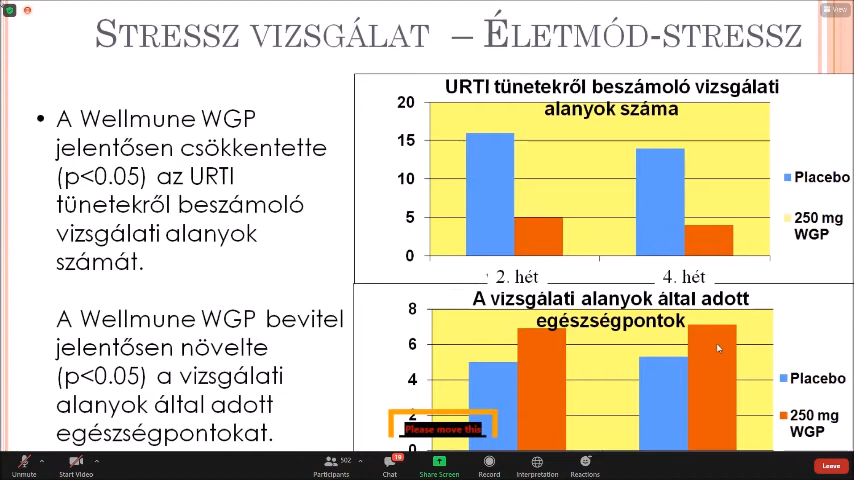 View
STRESSZ VIZSGÁLAT – ÉLETMÓD-STRESSZ
• A Wellmune WGP
jelentősen csökkentette
(p<0.05) az URTI
tünetekről beszámoló
vizsgálati alanyok
számát.
A Wellmune WGP bevitel
jelentősen növelte
(p<0.05) a vizsgálati
alanyok által adott
egészségpontokat.
URTI tünetekről beszámoló vizsgálati
alanyok száma
20
15
10
5
0
2. hét 4. hét
Placebo
250 mg
WGP
A vizsgálati alanyok által adott
egészségpontok
8
6
4
2
0
Placebo
250 mg
WGP
Please move this
Unmute Start Video Participants 502 Chat 19 Share Screen Record Interpretation Reactions Leave